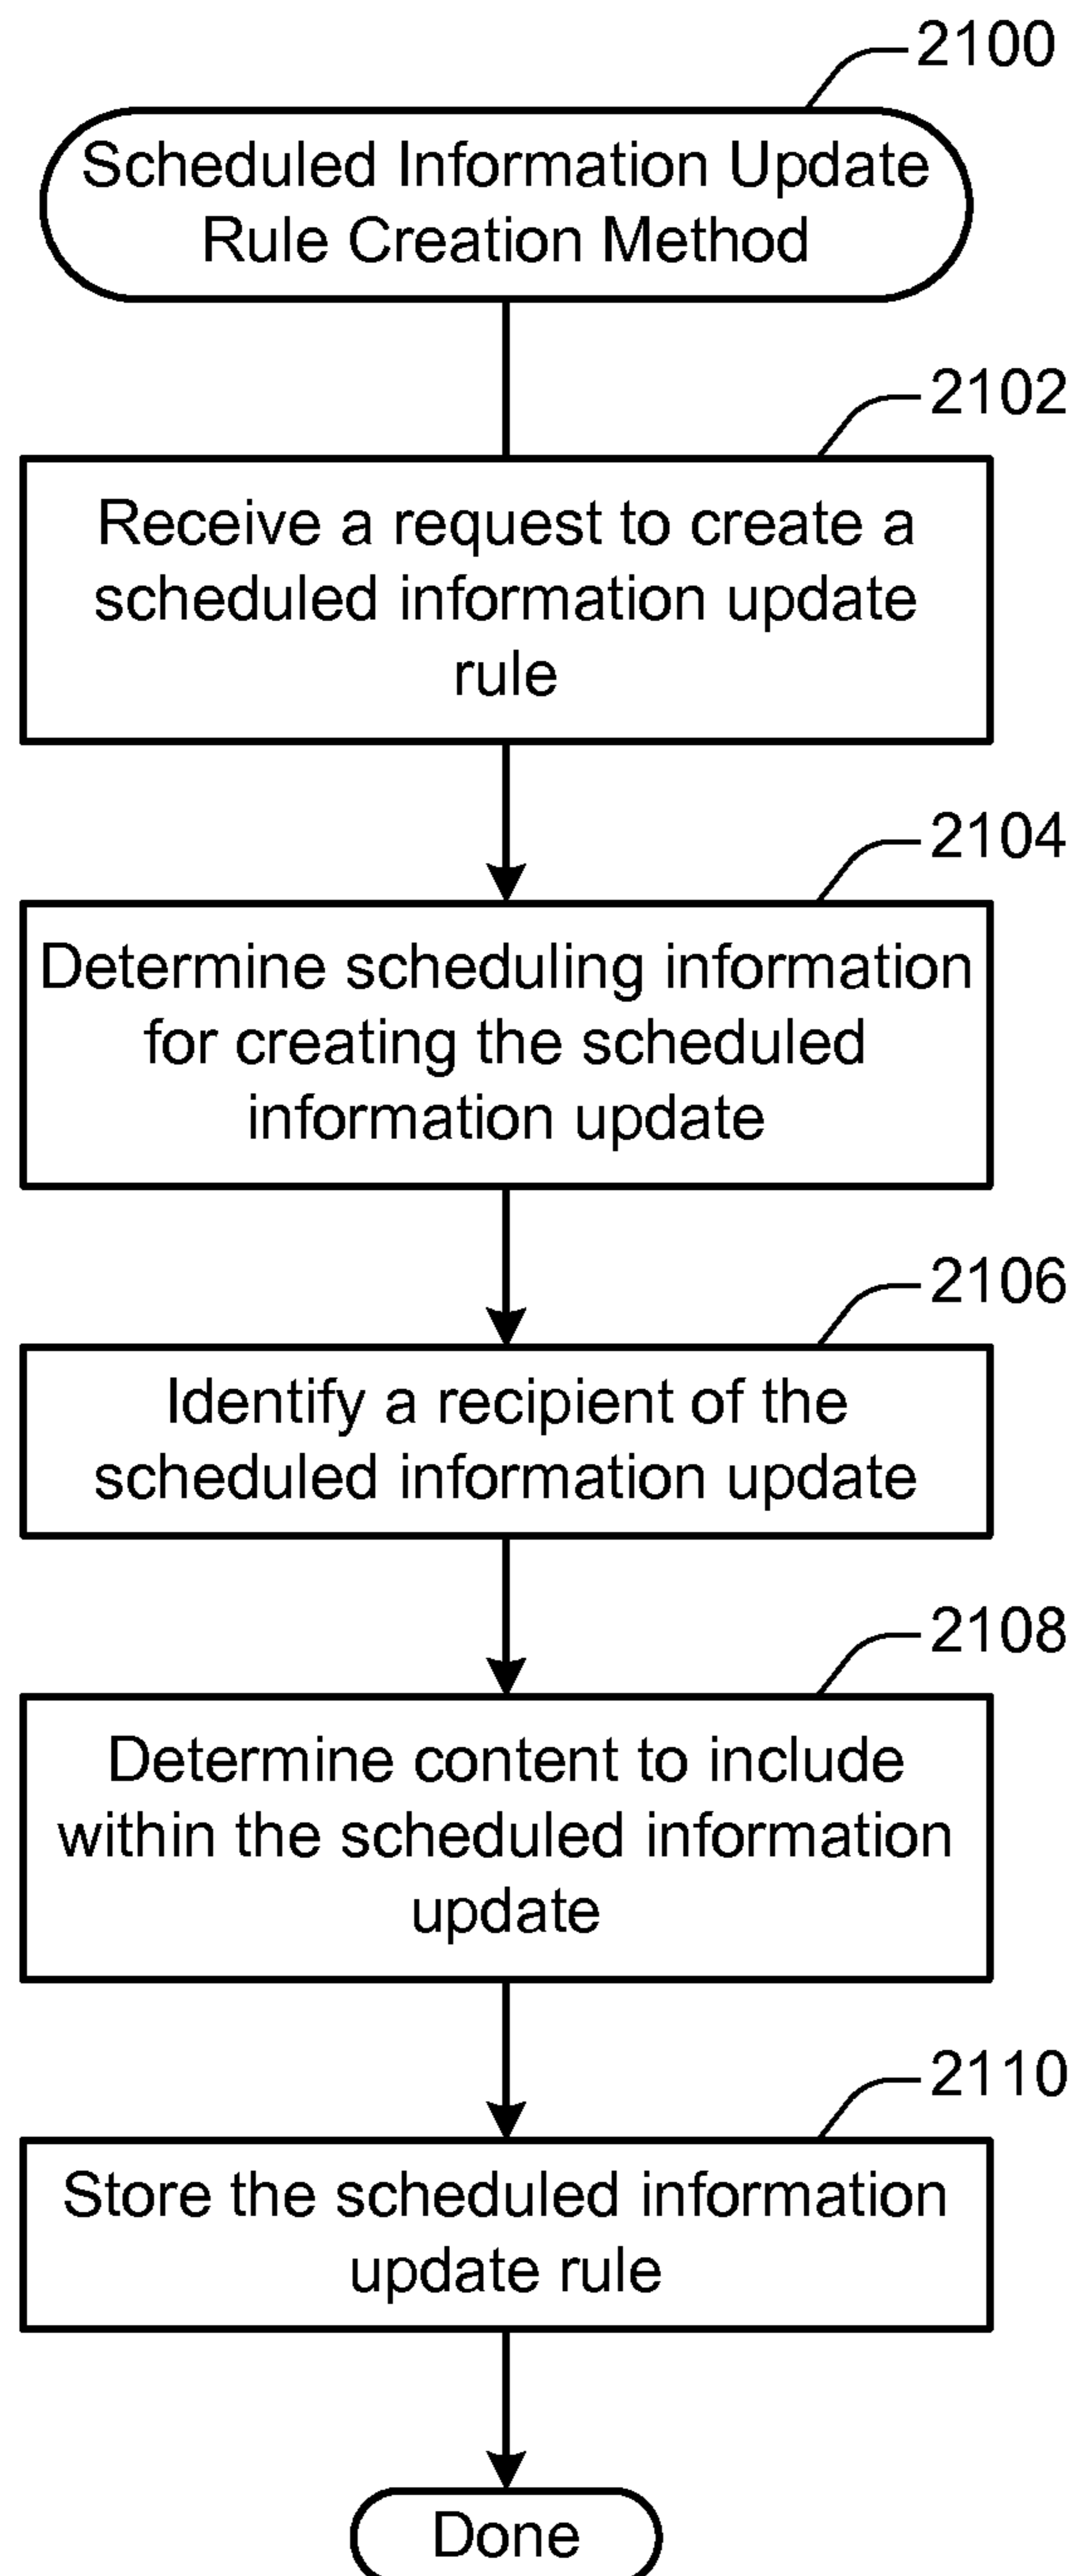 2100
Scheduled Information Update
Rule Creation Method
2102
Receive a request to create a
scheduled information update
rule
2104
Determine scheduling information
for creating the scheduled
information update
2106
Identify a recipient of the
scheduled information update
2108
Determine content to include
within the scheduled information
update
2110
Store the scheduled information
update rule
Done